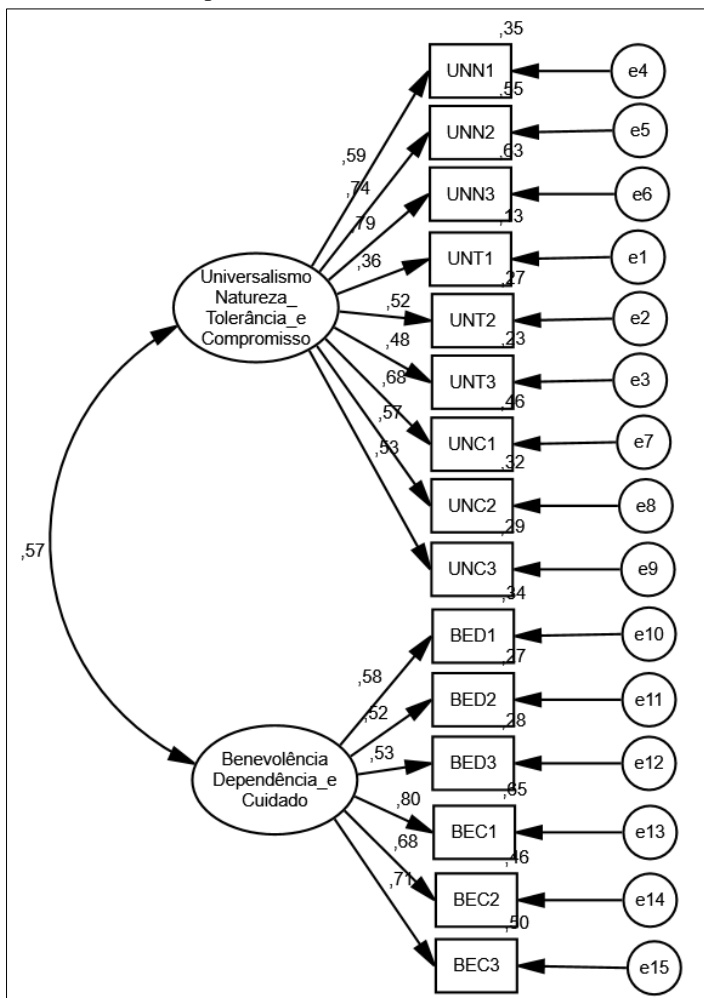 ,35
UNN1
e4
,55
,59
UNN2
e5
,63
,74
UNN3
e6
,13
,79
UNT1
e1
,36
,27
Universalismo
Natureza_
Tolerância_e
Compromisso
,52
UNT2
e2
,23
,48
UNT3
e3
,46
,68
UNC1
e7
,32
,57
UNC2
e8
,29
,53
UNC3
e9
,34
,57
BED1
e10
,27
,58
BED2
e11
,28
,52
Benevolência
Dependência_e
Cuidado
,53
BED3
e12
,65
,80
BEC1
e13
,46
,68
BEC2
e14
,50
,71
BEC3
e15